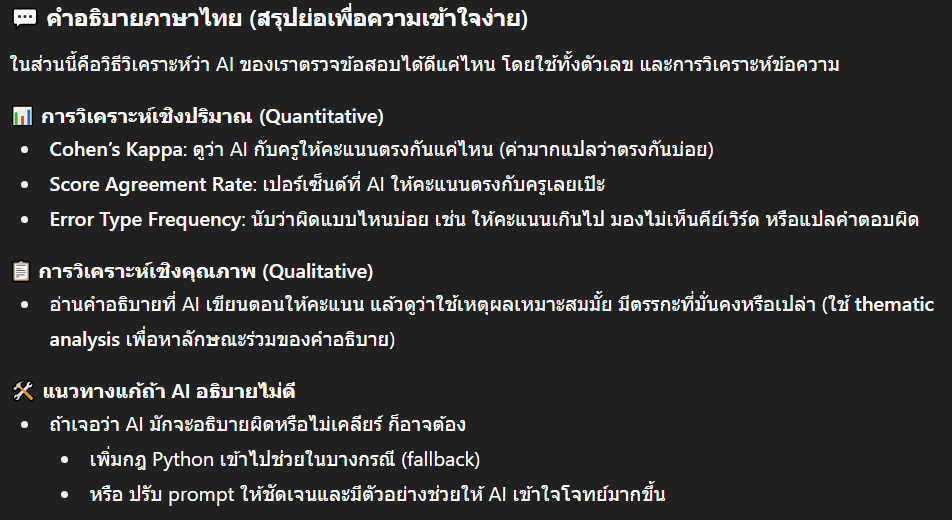 💬 คำอธิบายภาษาไทย (สรุปย่อเพื่อความเข้าใจง่าย)
ในส่วนนี้คือวิธีวิเคราะห์ว่า AI ของเราตรวจข้อสอบได้ดีแค่ไหน โดยใช้ทั้งตัวเลข และการวิเคราะห์ข้อความ
📊 การวิเคราะห์เชิงปริมาณ (Quantitative)
• Cohen’s Kappa: ดูว่า AI กับครูให้คะแนนตรงกันแค่ไหน (ค่ามากแปลว่าตรงกันบ่อย)
• Score Agreement Rate: เปอร์เซ็นต์ที่ AI ให้คะแนนตรงกับครูเลยเป๊ะ
• Error Type Frequency: นับว่าผิดแบบไหนบ่อย เช่น ให้คะแนนเกินไป มองไม่เห็นคีย์เวิร์ด หรือแปลคำตอบผิด
📋 การวิเคราะห์เชิงคุณภาพ (Qualitative)
• อ่านคำอธิบายที่ AI เขียนตอนให้คะแนน แล้วดูว่าใช้เหตุผลเหมาะสมมั้ย มีตรรกะที่มั่นคงหรือเปล่า (ใช้ thematic
analysis เพื่อหาลักษณะร่วมของคำอธิบาย)
🛠 แนวทางแก้ถ้า AI อธิบายไม่ดี
• ถ้าเจอว่า AI มักจะอธิบายผิดหรือไม่เคลียร์ ก็อาจต้อง
• เพิ่มกฎ Python เข้าไปช่วยในบางกรณี (fallback)
• หรือ ปรับ prompt ให้ชัดเจนและมีตัวอย่างช่วยให้ AI เข้าใจโจทย์มากขึ้น